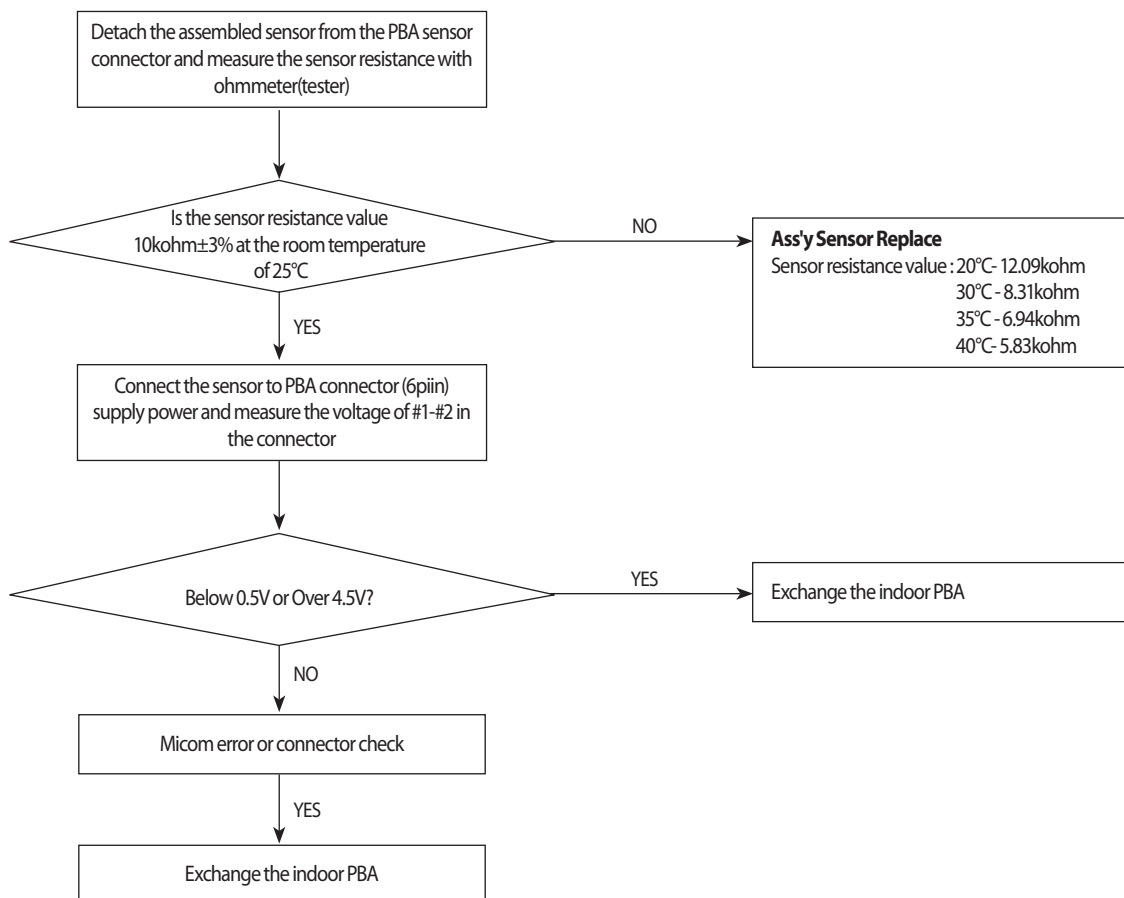 Detach the assembled sensor from the PBA sensor
connector and measure the sensor resistance with
ohmmeter(tester)
Is the sensor resistance value
10kohm±3% at the room temperature
of 25°C
NO
Ass'y Sensor Replace
Sensor resistance value : 20°C- 12.09kohm
30°C - 8.31kohm
35°C - 6.94kohm
40°C- 5.83kohm
YES
Connect the sensor to PBA connector (6piin)
supply power and measure the voltage of #1-#2 in
the connector
Below 0.5V or Over 4.5V?
YES
Exchange the indoor PBA
NO
Micom error or connector check
YES
Exchange the indoor PBA